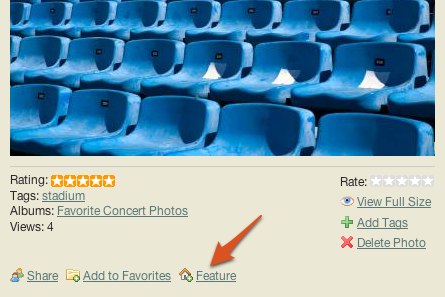 Rating:
Tags: stadium
Albums: Favorite Concert Photos
Views: 4
Rate:
View Full Size
Add Tags
Delete Photo
Share Add to Favorites Feature